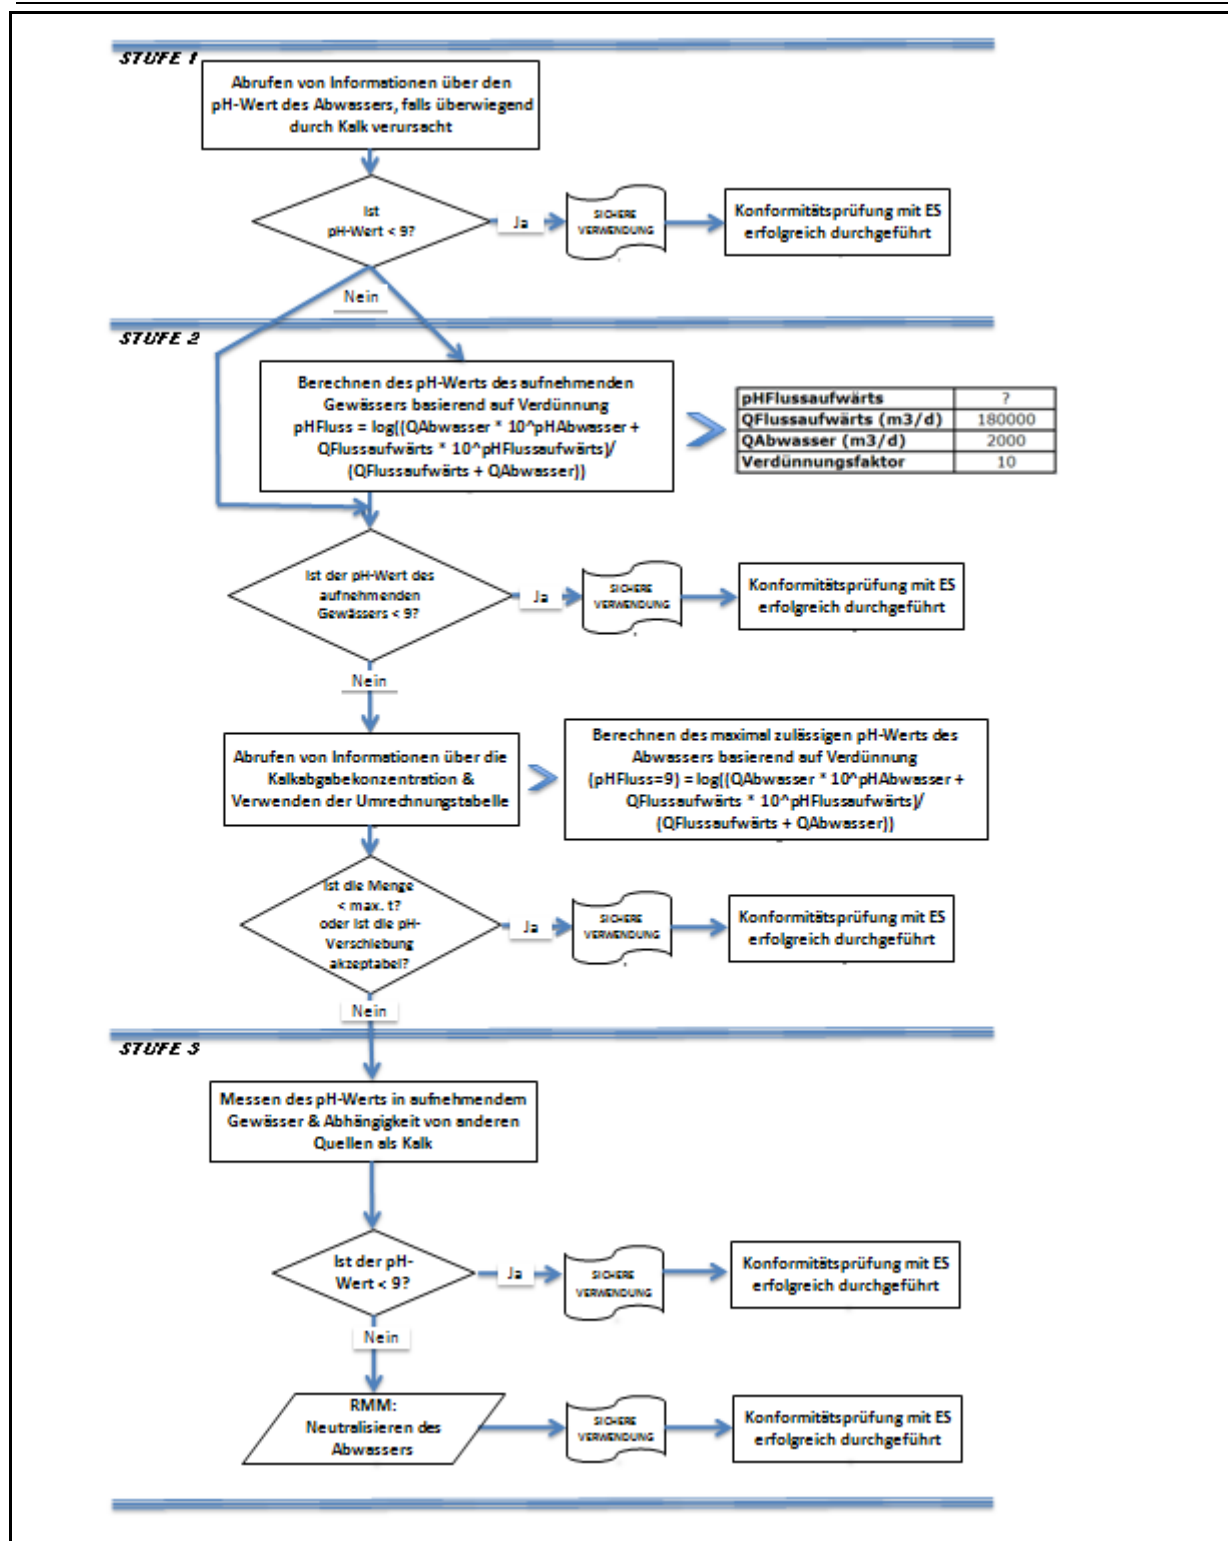 STUFE 1
Abrufen von Informationen über den
pH-Wert des Abwassers, falls überwiegend
durch Kalk verursacht
Ist
pH-Wert < 9?
Ja
SICHERE
VERWENDUNG
Konformitätsprüfung mit ES
erfolgreich durchgeführt
Nein
STUFE 2
Berechnen des pH-Werts des aufnehmenden
Gewässers basierend auf Verdünnung
pHFluss = log((QAbwasser * 10^pHAbwasser +
QFlussaufwärts * 10^pHFlussaufwärts)/
(QFlussaufwärts + QAbwasser))
pHFlussaufwärts ?
QFlussaufwärts (m3/d) 180000
QAbwasser (m3/d) 2000
Verdünnungsfaktor 10
Ist der pH-Wert des
aufnehmenden
Gewässers < 9?
Ja
SICHERE
VERWENDUNG
Konformitätsprüfung mit ES
erfolgreich durchgeführt
Nein
Abrufen von Informationen über die
Kalkabgabekonzentration &
Verwenden der Umrechnungstabelle
Berechnen des maximal zulässigen pH-Werts des
Abwassers basierend auf Verdünnung
(pHFluss=9) = log((QAbwasser * 10^pHAbwasser +
QFlussaufwärts * 10^pHFlussaufwärts)/
(QFlussaufwärts + QAbwasser))
Ist die Menge
< max. t?
oder ist die pH-
Verschiebung
akzeptabel?
Ja
SICHERE
VERWENDUNG
Konformitätsprüfung mit ES
erfolgreich durchgeführt
Nein
STUFE 3
Messen des pH-Werts in aufnehmendem
Gewässer & Abhängigkeit von anderen
Quellen als Kalk
Ist der pH-
Wert < 9?
Ja
SICHERE
VERWENDUNG
Konformitätsprüfung mit ES
erfolgreich durchgeführt
Nein
RMM:
Neutralisieren des
Abwassers
SICHERE
VERWENDUNG
Konformitätsprüfung mit ES
erfolgreich durchgeführt